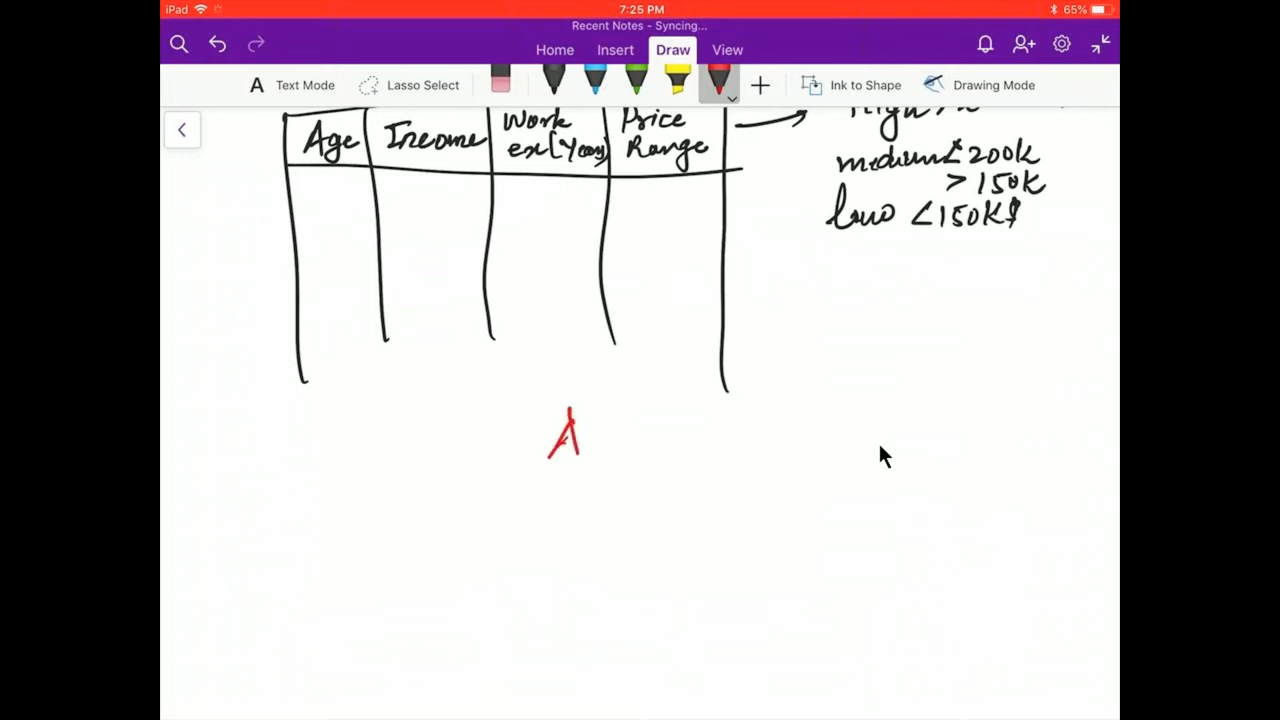 iPad 7:25 PM 65%
Recent Notes - Syncing...
Home Insert Draw View
A Text Mode Lasso Select Ink to Shape Drawing Mode
Age Income Work Price
ex(Years) Range
medium < 200K
> 150K
low < 150K$
A